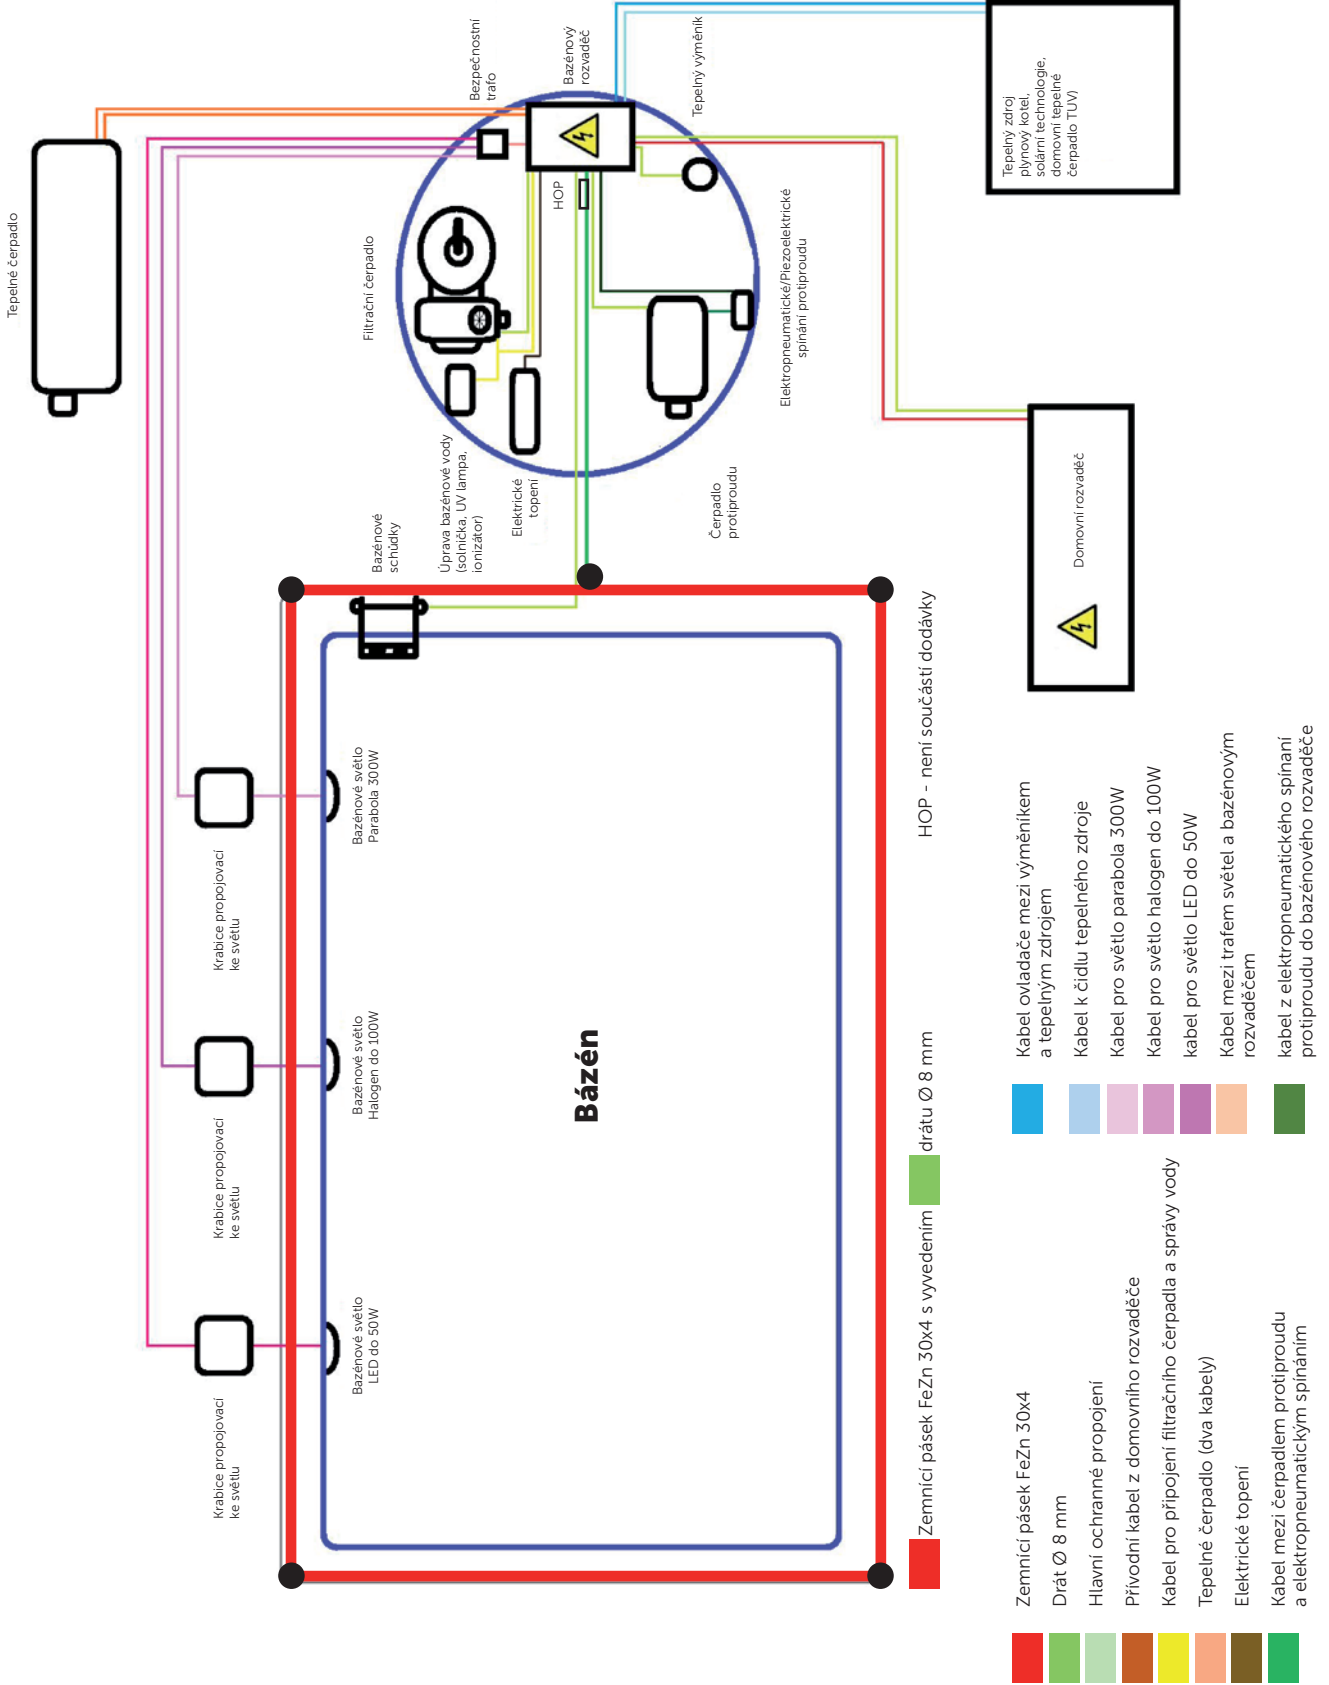 Tepelné čerpadlo
Bezpečnostní
trafo
Bazénový
rozvaděč
Tepelný výměník
Tepelný zdroj
plynový kotel,
solární technologie,
domovní tepelné
čerpadlo TUV)
Filtrační čerpadlo
HOP
Elektropneumatické/Piezoelektrické
spínání protiproudu
Bazénové
schůdky
Úprava bazénové vody
(solnička, UV lampa,
ionizátor)
Elektrické
topení
Čerpadlo
protiproudu
Domovní rozvaděč
Krabice propojovací
ke světlu
Krabice propojovací
ke světlu
Krabice propojovací
ke světlu
Bazénové světlo
Parabola 300W
Bazénové světlo
Halogen do 100W
Bazénové světlo
LED do 50W
Bázén
Zemnící pásek FeZn 30x4 s vyvedením
drátu Ø 8 mm
HOP - není součástí dodávky
Zemnící pásek FeZn 30x4
Drát Ø 8 mm
Hlavní ochranné propojení
Přívodní kabel z domovního rozvaděče
Kabel pro připojení filtračního čerpadla a správy vody
Tepelné čerpadlo (dva kabely)
Elektrické topení
Kabel mezi čerpadlem protiproudu
a elektropneumatickým spínáním
Kabel ovladače mezi výměníkem
a tepelným zdrojem
Kabel k čidlu tepelného zdroje
Kabel pro světlo parabola 300W
Kabel pro světlo halogen do 100W
kabel pro světlo LED do 50W
Kabel mezi trafem světel a bazénovým
rozvaděčem
kabel z elektropneumatického spínaní
protiproudu do bazénového rozvaděče